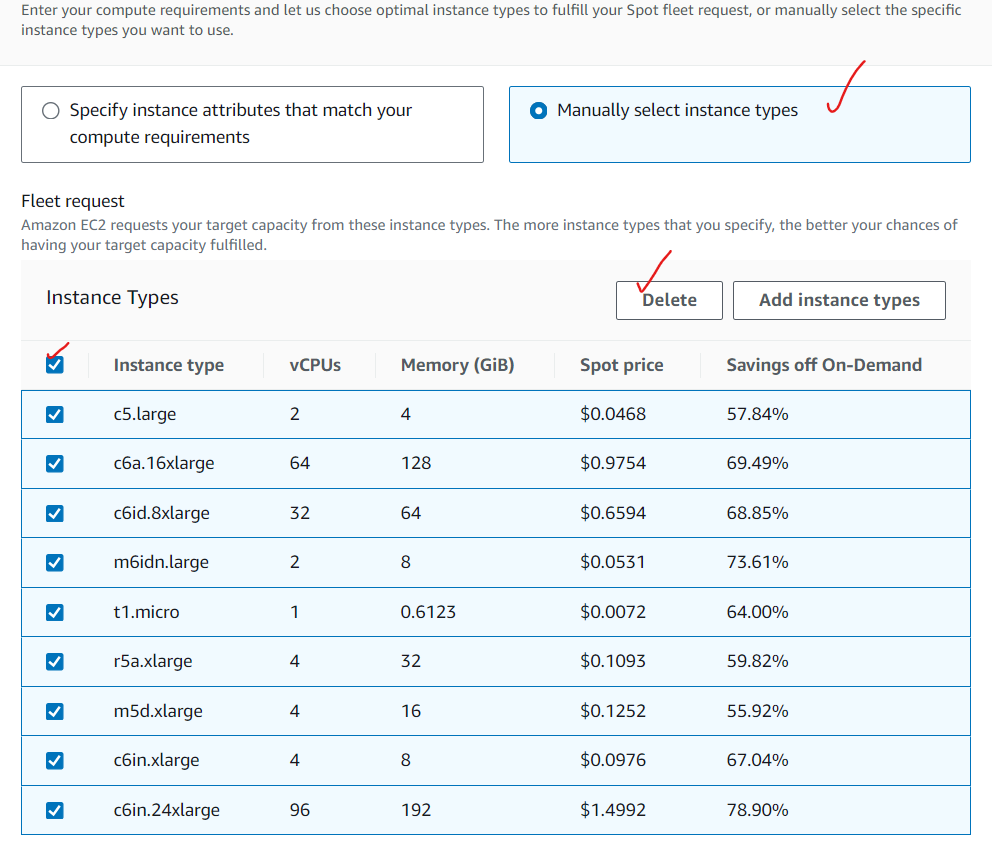 Enter your compute requirements and let us choose optimal instance types to fulfill your Spot fleet request, or manually select the specific
instance types you want to use.
Specify instance attributes that match your
compute requirements
Manually select instance types
Fleet request
Amazon EC2 requests your target capacity from these instance types. The more instance types that you specify, the better your chances of
having your target capacity fulfilled.
Instance Types
Delete
Add instance types
Instance type vCPUs Memory (GiB) Spot price Savings off On-Demand
c5.large 2 4 $0.0468 57.84%
c6a.16xlarge 64 128 $0.9754 69.49%
c6id.8xlarge 32 64 $0.6594 68.85%
m6idn.large 2 8 $0.0531 73.61%
t1.micro 1 0.6123 $0.0072 64.00%
r5a.xlarge 4 32 $0.1093 59.82%
m5d.xlarge 4 16 $0.1252 55.92%
c6in.xlarge 4 8 $0.0976 67.04%
c6in.24xlarge 96 192 $1.4992 78.90%